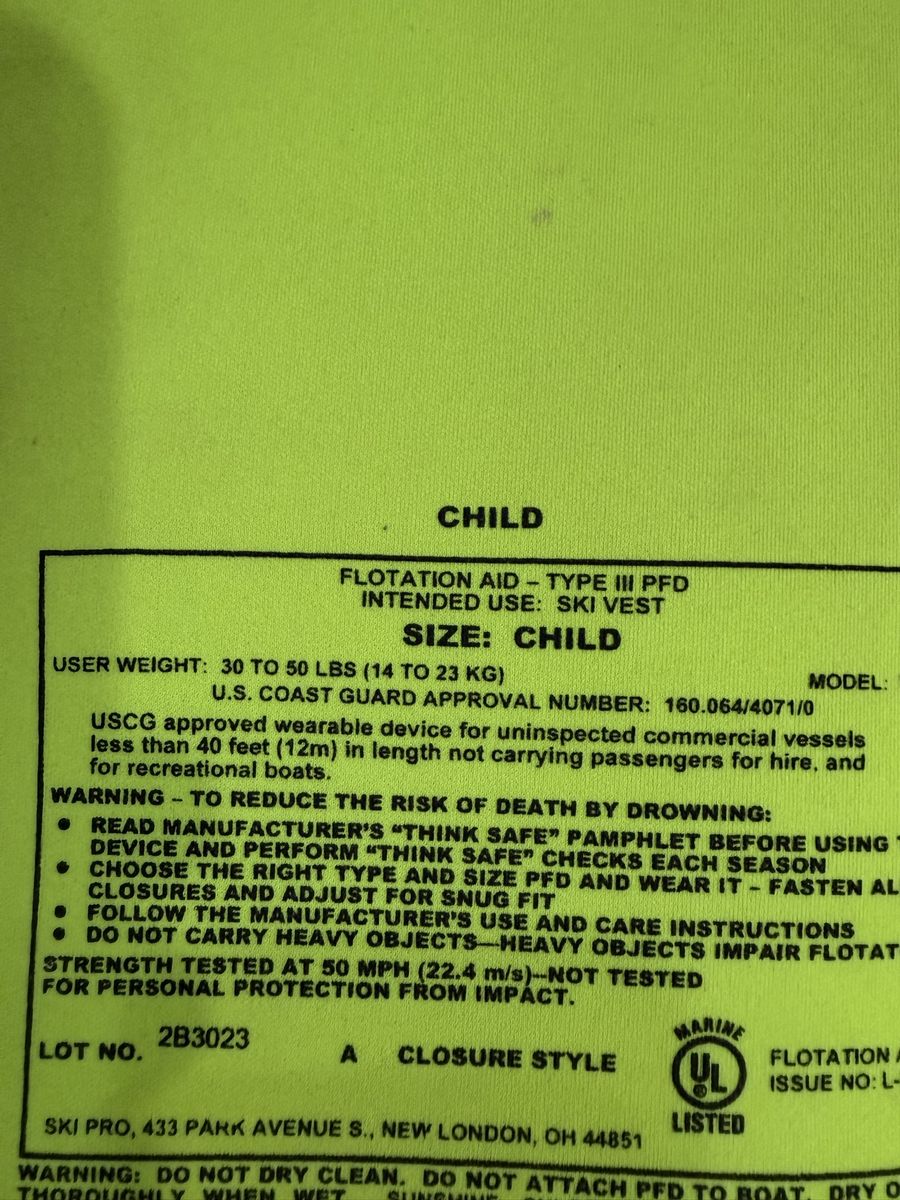 CHILD
FLOTATION AID – TYPE III PFD
INTENDED USE: SKI VEST
SIZE: CHILD
USER WEIGHT: 30 TO 50 LBS (14 TO 23 KG)
MODEL:
U.S. COAST GUARD APPROVAL NUMBER: 160.064/4071/0
USCG approved wearable device for uninspected commercial vessels
less than 40 feet (12m) in length not carrying passengers for hire, and
for recreational boats.
WARNING – TO REDUCE THE RISK OF DEATH BY DROWNING:
• READ MANUFACTURER'S "THINK SAFE" PAMPHLET BEFORE USING
DEVICE AND PERFORM "THINK SAFE" CHECKS EACH SEASON
• CHOOSE THE RIGHT TYPE AND SIZE PFD AND WEAR IT – FASTEN AL
CLOSURES AND ADJUST FOR SNUG FIT
• FOLLOW THE MANUFACTURER'S USE AND CARE INSTRUCTIONS
• DO NOT CARRY HEAVY OBJECTS—HEAVY OBJECTS IMPAIR FLOTAT
STRENGTH TESTED AT 50 MPH (22.4 m/s)–NOT TESTED
FOR PERSONAL PROTECTION FROM IMPACT.
LOT NO. 2B3023
A CLOSURE STYLE
MARINE
UL
®
LISTED
FLOTATION
ISSUE NO: L-
SKI PRO, 433 PARK AVENUE S., NEW LONDON, OH 44851
WARNING: DO NOT DRY CLEAN. DO NOT ATTACH PFD TO BOAT. DRY
THOROUGHLY WHEN WET.